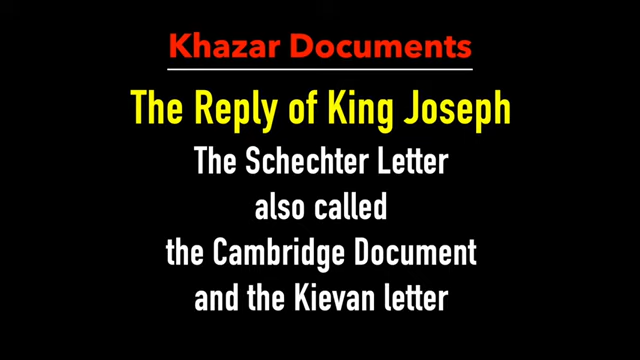 Khazar Documents
The Reply of King Joseph
The Schechter Letter
also called
the Cambridge Document
and the Kievan letter